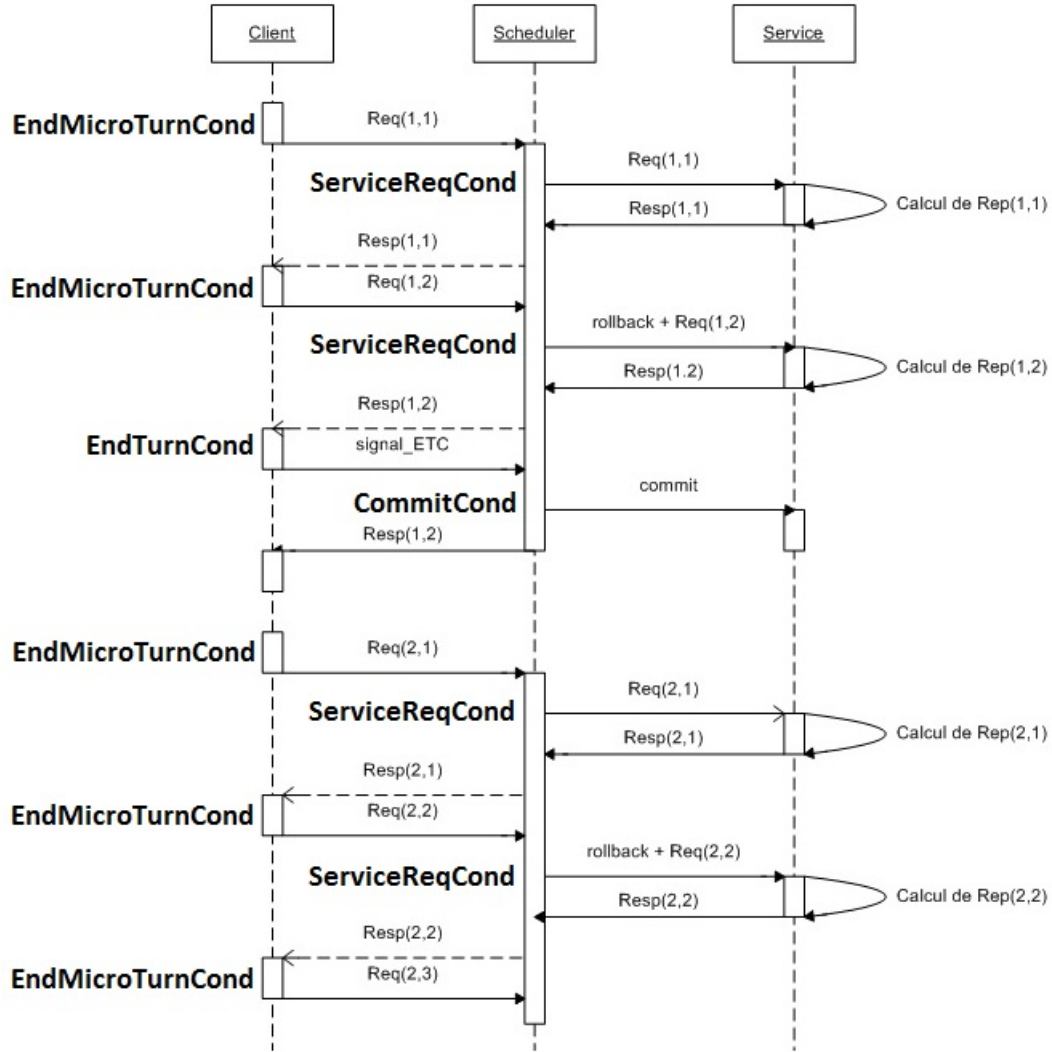 Client
Scheduler
Service
EndMicroTurnCond
Req(1,1)
ServiceReqCond
Req(1,1)
Resp(1,1)
Calcul de Rep(1,1)
Resp(1,1)
EndMicroTurnCond
Req(1,2)
ServiceReqCond
rollback + Req(1,2)
Resp(1.2)
Calcul de Rep(1,2)
Resp(1,2)
EndTurnCond
signal_ETC
CommitCond
commit
Resp(1,2)
EndMicroTurnCond
Req(2,1)
ServiceReqCond
Req(2,1)
Resp(2,1)
Calcul de Rep(2,1)
Resp(2,1)
EndMicroTurnCond
Req(2,2)
ServiceReqCond
rollback + Req(2,2)
Resp(2,2)
Calcul de Rep(2,2)
Resp(2,2)
EndMicroTurnCond
Req(2,3)